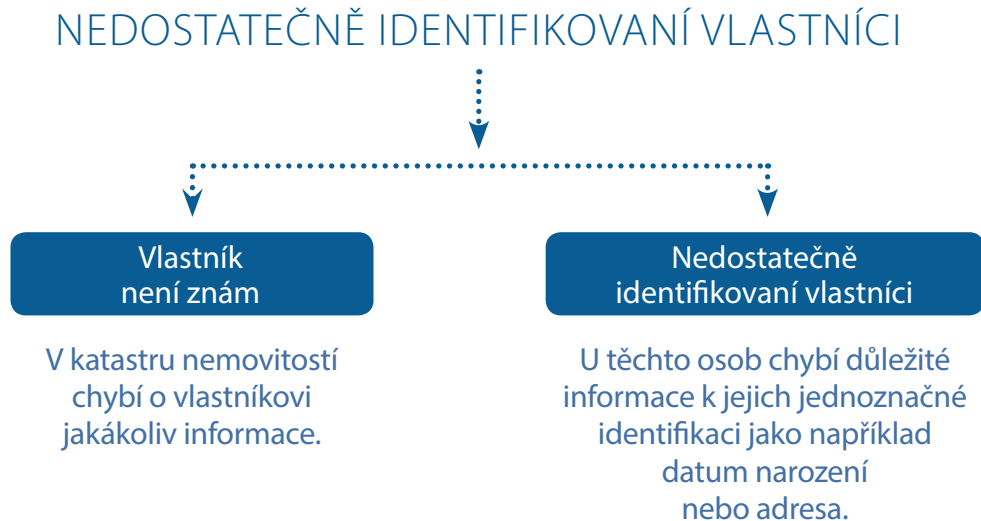 NEDOSTATEČNĚ IDENTIFIKOVANÍ VLASTNÍCI
Vlastník
není znám
V katastru nemovitostí
chybí o vlastníkovi
jakákoliv informace.
Nedostatečně
identifikovaní vlastníci
U těchto osob chybí důležité
informace k jejich jednoznačné
identifikaci jako například
datum narození
nebo adresa.